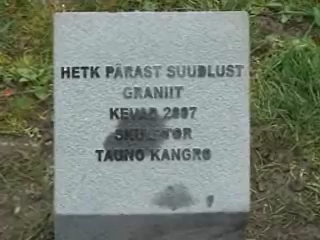 HETK PÄRAST SUUDLUST
GRANIIT
KEVAD 2007
SKULPTOR
TAUNO KANGRO